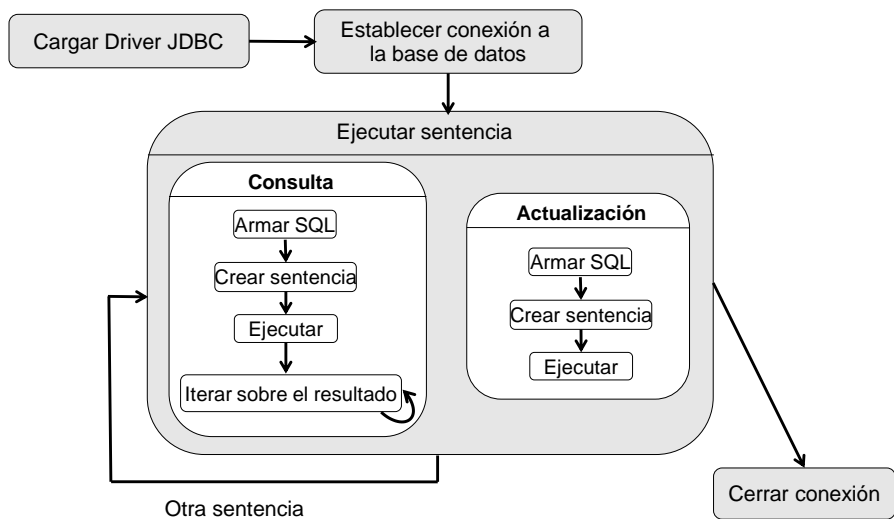 Cargar Driver JDBC
Establecer conexión a
la base de datos
Ejecutar sentencia
Consulta
Armar SQL
Crear sentencia
Ejecutar
Iterar sobre el resultado
Actualización
Armar SQL
Crear sentencia
Ejecutar
Otra sentencia
Cerrar conexión